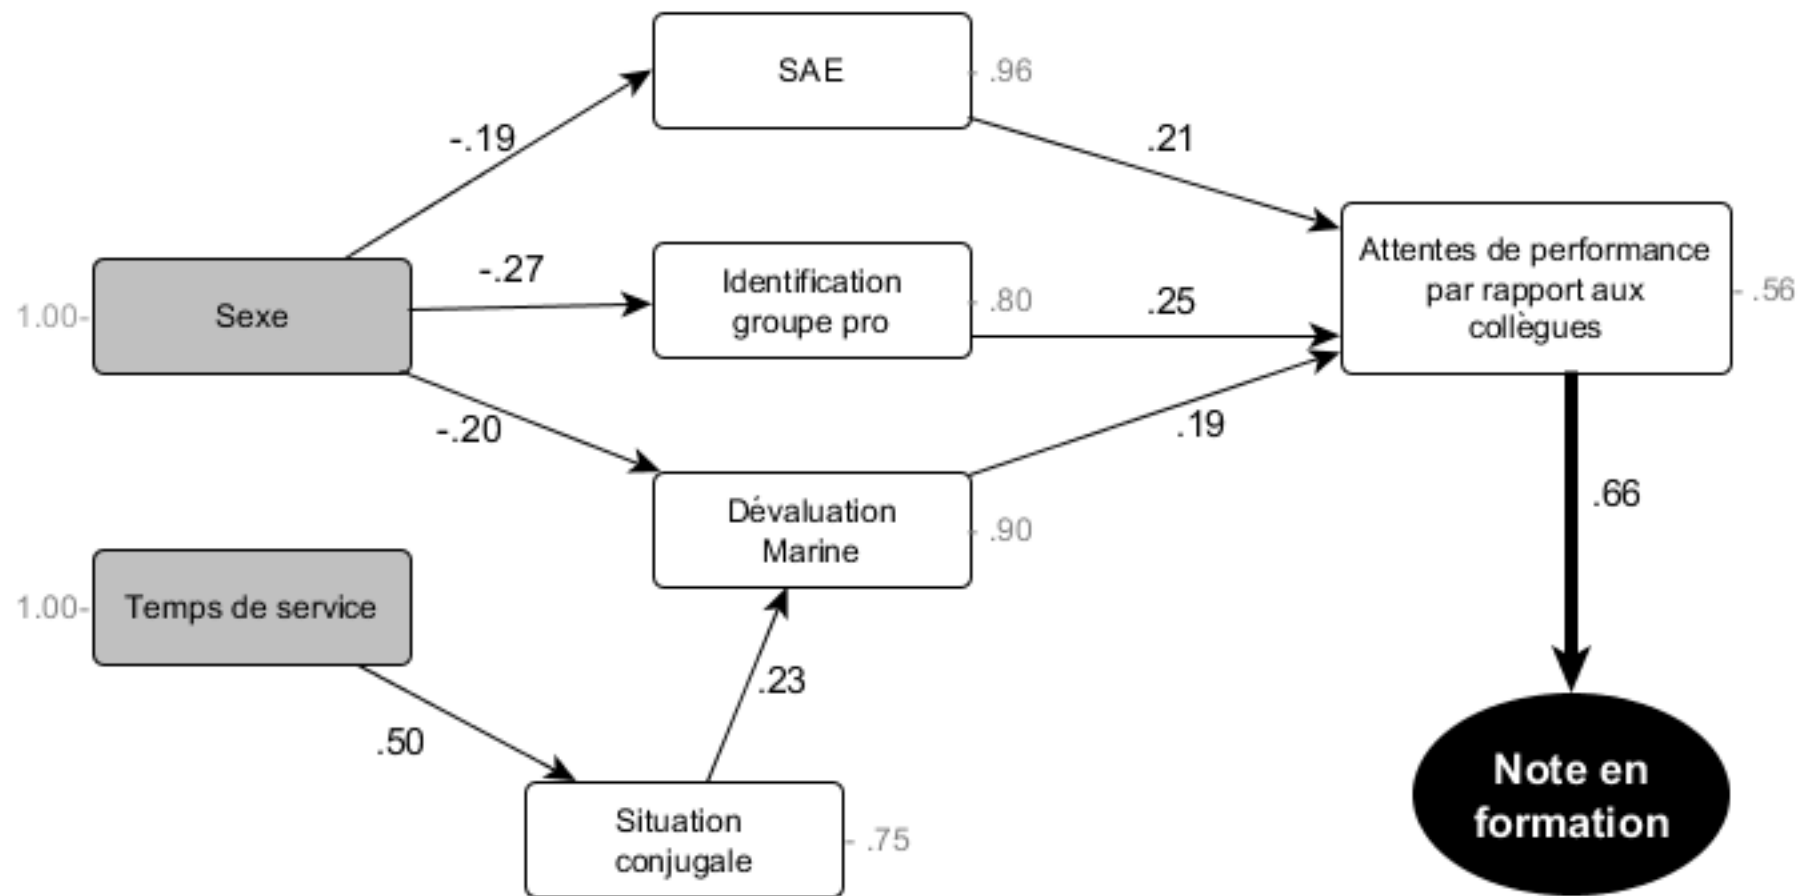 SAE
- .96
-.19
.21
-.27
Identification
groupe pro
- .80
.25
Attentes de performance
par rapport aux
collègues
- .56
1.00-
Sexe
-.20
.19
Dévaluation
Marine
- .90
.66
1.00-
Temps de service
.23
.50
Situation
conjugale
- .75
Note en
formation